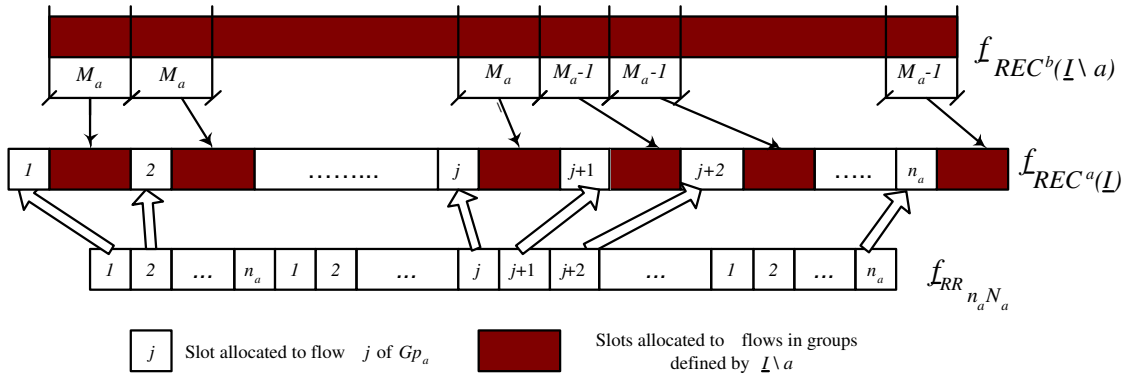 M_a M_a M_a M_a-1 M_a-1 M_a-1 f_REC^b(I \ a)
1 2 ......... j j+1 j+2 ..... n_a f_REC^a(I)
1 2 ... n_a 1 2 ... j j+1 j+2 ... 1 2 ... n_a f_RR n_a N_a
j Slot allocated to flow j of Gp_a
Slots allocated to flows in groups
defined by I \ a